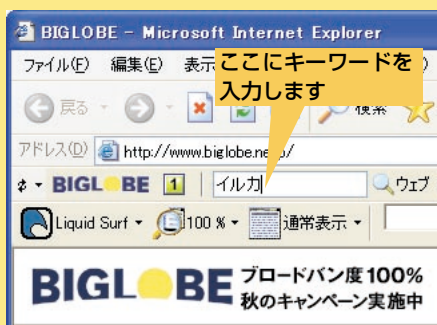 BIGLOBE - Microsoft Internet Explorer
ファイル(F) 編集(E) 表示
ここにキーワードを
入力します
戻る 検索
アドレス(D) http://www.biglobe.ne
BIGLOBE 1 イルカ ウェブ
Liquid Surf 100 % 通常表示
BIGLOBE
ブロードバン度100%
秋のキャンペーン実施中